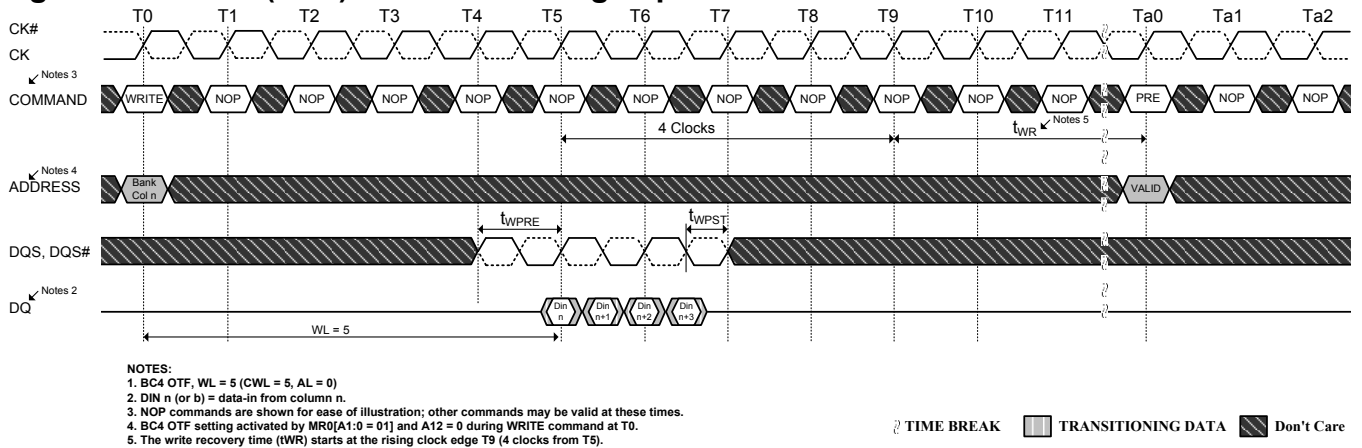 T0 T1 T2 T3 T4 T5 T6 T7 T8 T9 T10 T11 Ta0 Ta1 Ta2
CK#
CK
Notes 3
COMMAND WRITE NOP NOP NOP NOP NOP NOP NOP NOP NOP NOP NOP PRE NOP NOP
4 Clocks tWR Notes 5
Notes 4
ADDRESS Bank Col n VALID
tWPRE tWPST
DQS, DQS#
Notes 2
DQ Din n Din n+1 Din n+2 Din n+3
WL = 5
NOTES:
1. BC4 OTF, WL = 5 (CWL = 5, AL = 0)
2. DIN n (or b) = data-in from column n.
3. NOP commands are shown for ease of illustration; other commands may be valid at these times.
4. BC4 OTF setting activated by MR0[A1:0 = 01] and A12 = 0 during WRITE command at T0.
5. The write recovery time (tWR) starts at the rising clock edge T9 (4 clocks from T5).
TIME BREAK TRANSITIONING DATA Don't Care